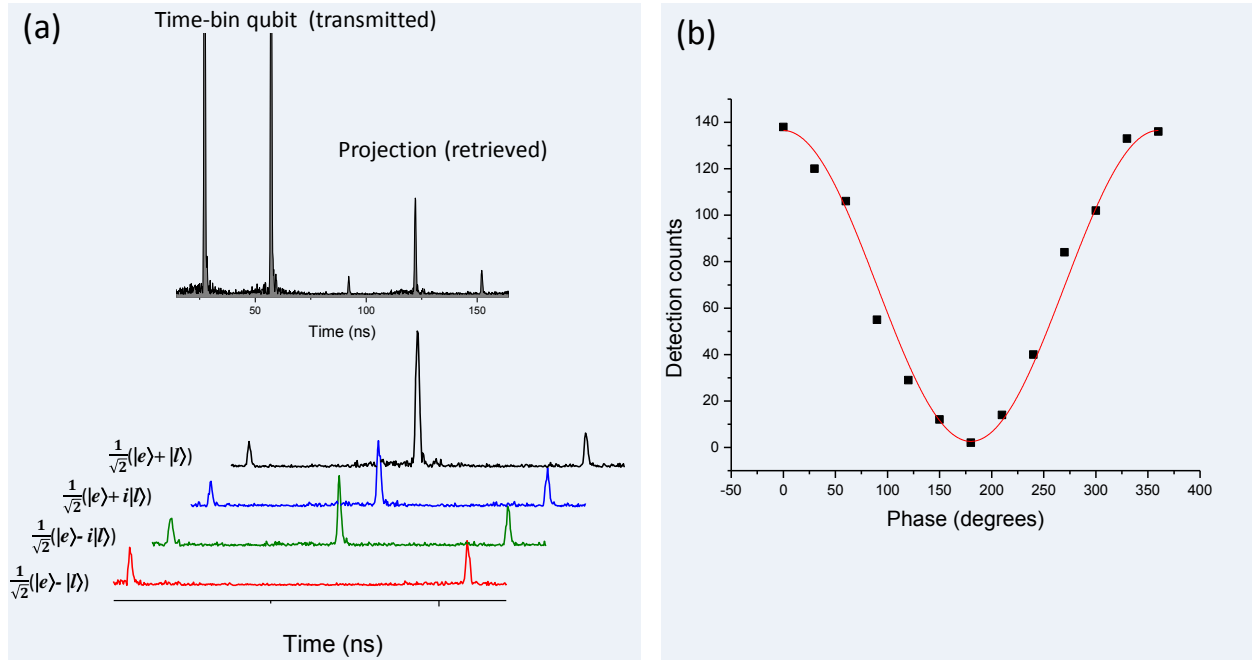 (a)
Time-bin qubit (transmitted)
Projection (retrieved)
50
100
150
Time (ns)
1/√2(|e⟩+|l⟩)
1/√2(|e⟩+ i|l⟩)
1/√2(|e⟩- i|l⟩)
1/√2(|e⟩-|l⟩)
Time (ns)
(b)
140
120
100
80
60
40
20
0
Detection counts
-50
0
50
100
150
200
250
300
350
400
Phase (degrees)